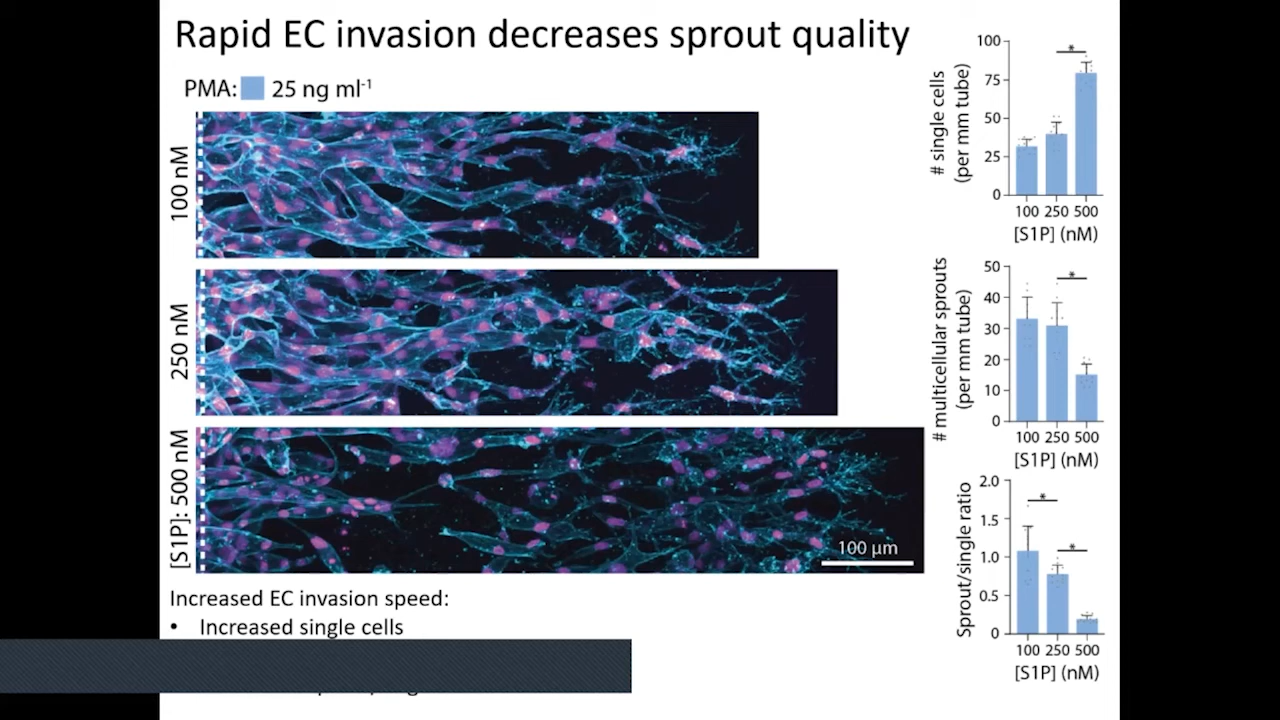 Rapid EC invasion decreases sprout quality
PMA: 25 ng ml-1
100 nM
250 nM
[S1P]: 500 nM
100 µm
Increased EC invasion speed:
• Increased single cells
100
75
50
25
0
# single cells
(per mm tube)
*
100 250 500
[S1P] (nM)
50
40
30
20
10
0
# multicellular sprouts
(per mm tube)
*
100 250 500
[S1P] (nM)
2.0
1.5
1.0
0.5
0
Sprout/single ratio
*
*
100 250 500
[S1P] (nM)